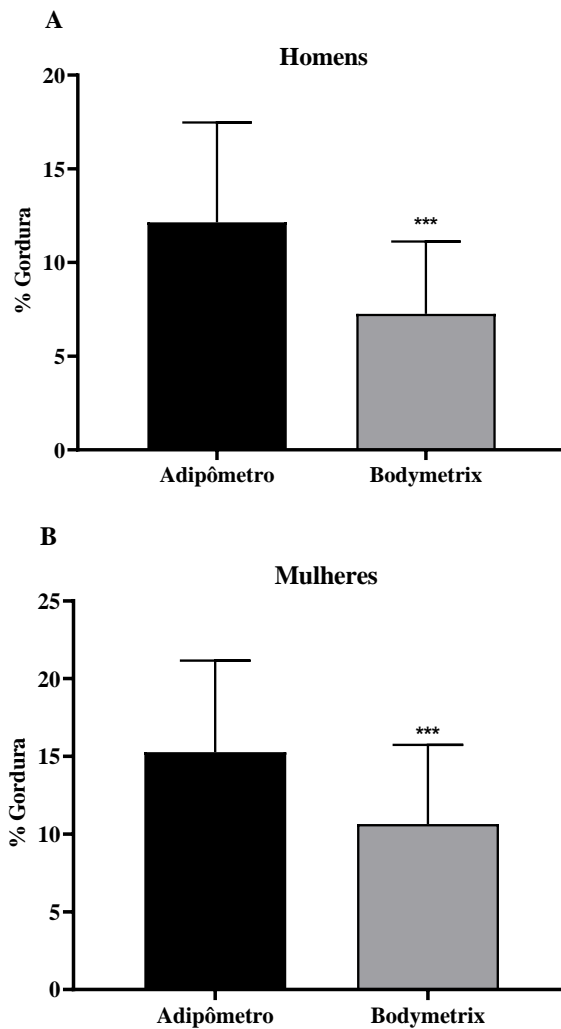 A
Homens
20
15
10
5
0
% Gordura
***
Adipômetro Bodymetrix
B
Mulheres
25
20
15
10
5
0
% Gordura
***
Adipômetro Bodymetrix